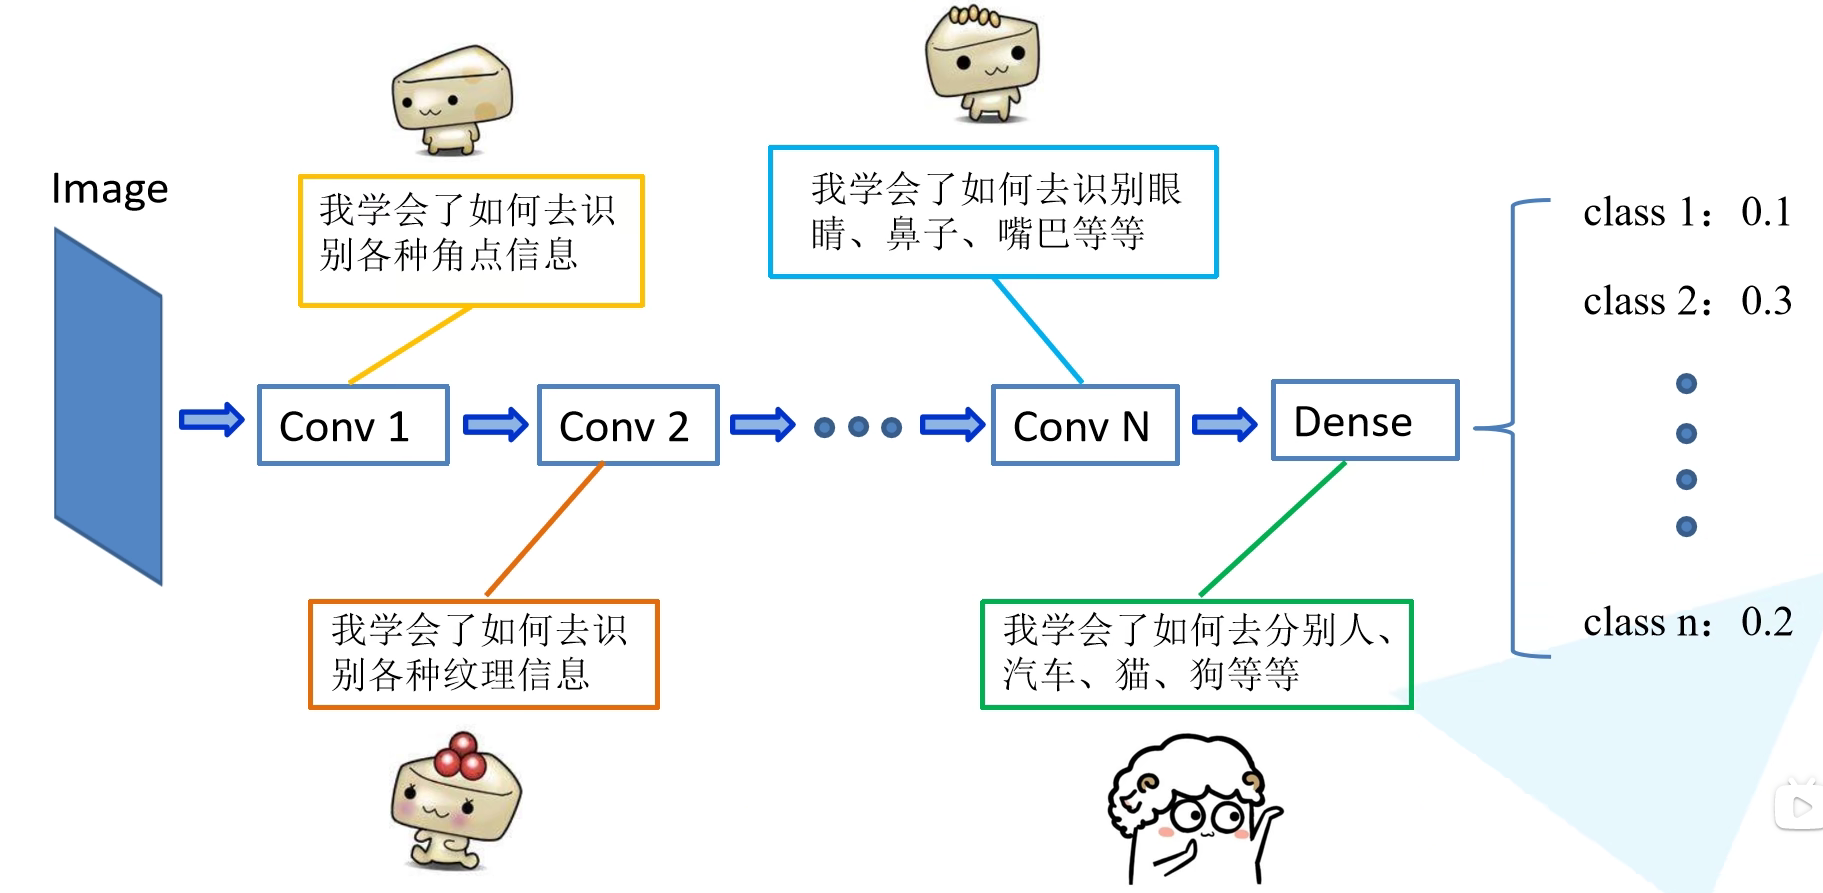 Image
我学会了如何去识
别各种角点信息
我学会了如何去识别眼
睛、鼻子、嘴巴等等
Conv 1
Conv 2
Conv N
Dense
class 1：0.1
class 2：0.3
class n：0.2
我学会了如何去识
别各种纹理信息
我学会了如何去分别人、
汽车、猫、狗等等